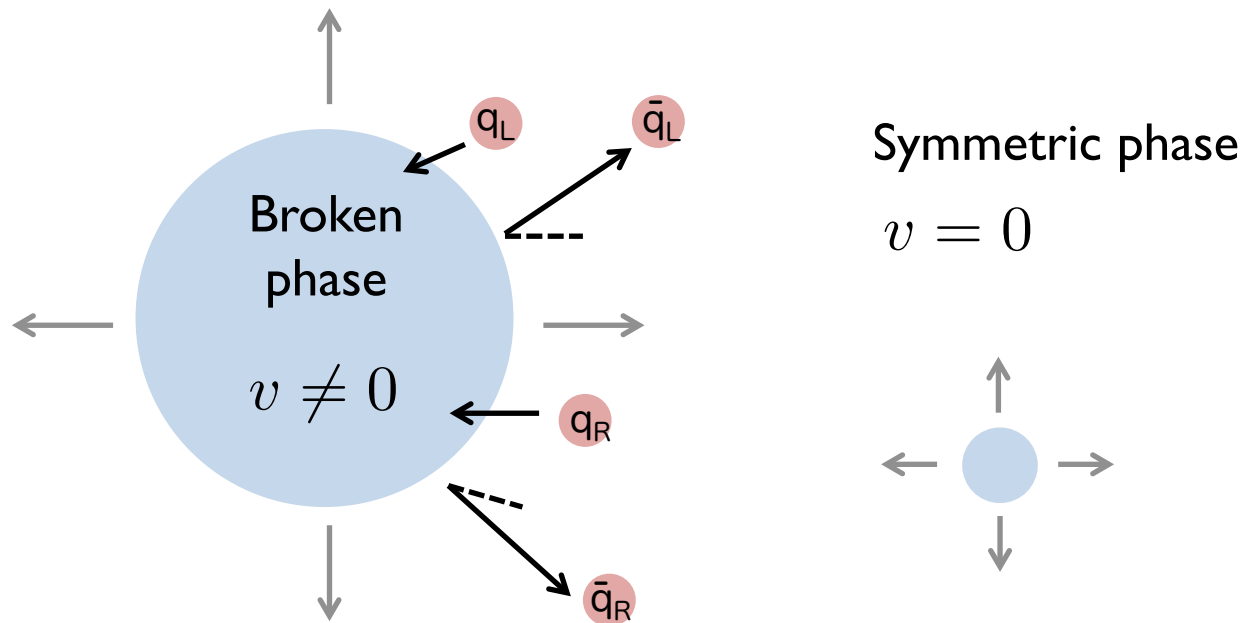 q_L
q̄_L
Symmetric phase
v = 0
Broken
phase
v ≠ 0
q_R
q̄_R